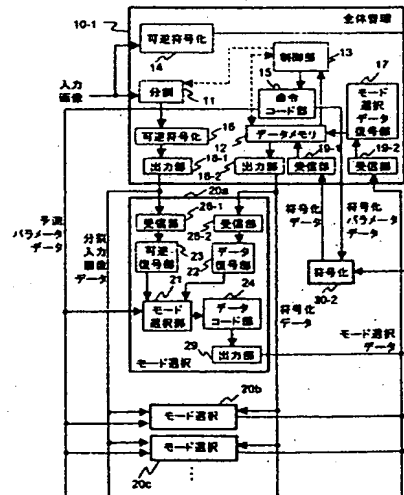 10-1
全体管理
可逆符号化
14
制御部
13
17
入力
画像
分割
11
15
命令
コード部
モード
選択
データ
信号部
可逆符号化
16
12
データメモリ
出力部
18-1
出力部
18-2
受信部
19-1
受信部
19-2
20a
予測
パラメータ
データ
分割
入力
画像
データ
受信部
26-1
受信部
26-2
可逆
復号部
23
データ
復号部
22
24
21
モード
選択部
データ
コード部
29
出力部
モード選択
符号化
データ
符号化
パラメータ
データ
符号化
30-2
符号化
データ
モード選択
データ
20b
モード選択
モード選択
20c